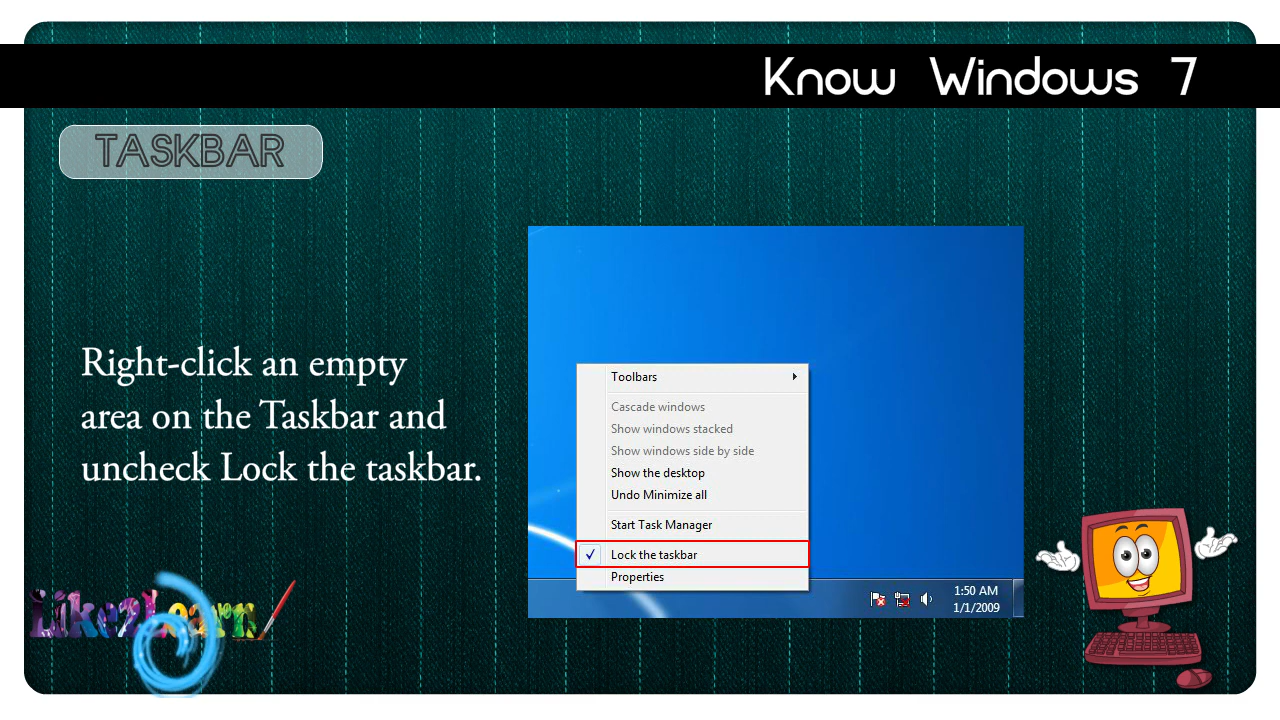 Know Windows 7
TASKBAR
Right-click an empty
area on the Taskbar and
uncheck Lock the taskbar.
Toolbars
Cascade windows
Show windows stacked
Show windows side by side
Show the desktop
Undo Minimize all
Start Task Manager
Lock the taskbar
Properties
1:50 AM
1/1/2009
Like2Learn